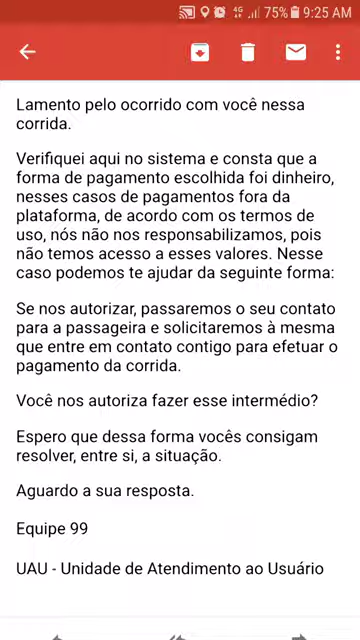 4G 75% 9:25 AM
Lamento pelo ocorrido com você nessa
corrida.
Verifiquei aqui no sistema e consta que a
forma de pagamento escolhida foi dinheiro,
nesses casos de pagamentos fora da
plataforma, de acordo com os termos de
uso, nós não nos responsabilizamos, pois
não temos acesso a esses valores. Nesse
caso podemos te ajudar da seguinte forma:
Se nos autorizar, passaremos o seu contato
para a passageira e solicitaremos à mesma
que entre em contato contigo para efetuar o
pagamento da corrida.
Você nos autoriza fazer esse intermédio?
Espero que dessa forma vocês consigam
resolver, entre si, a situação.
Aguardo a sua resposta.
Equipe 99
UAU - Unidade de Atendimento ao Usuário